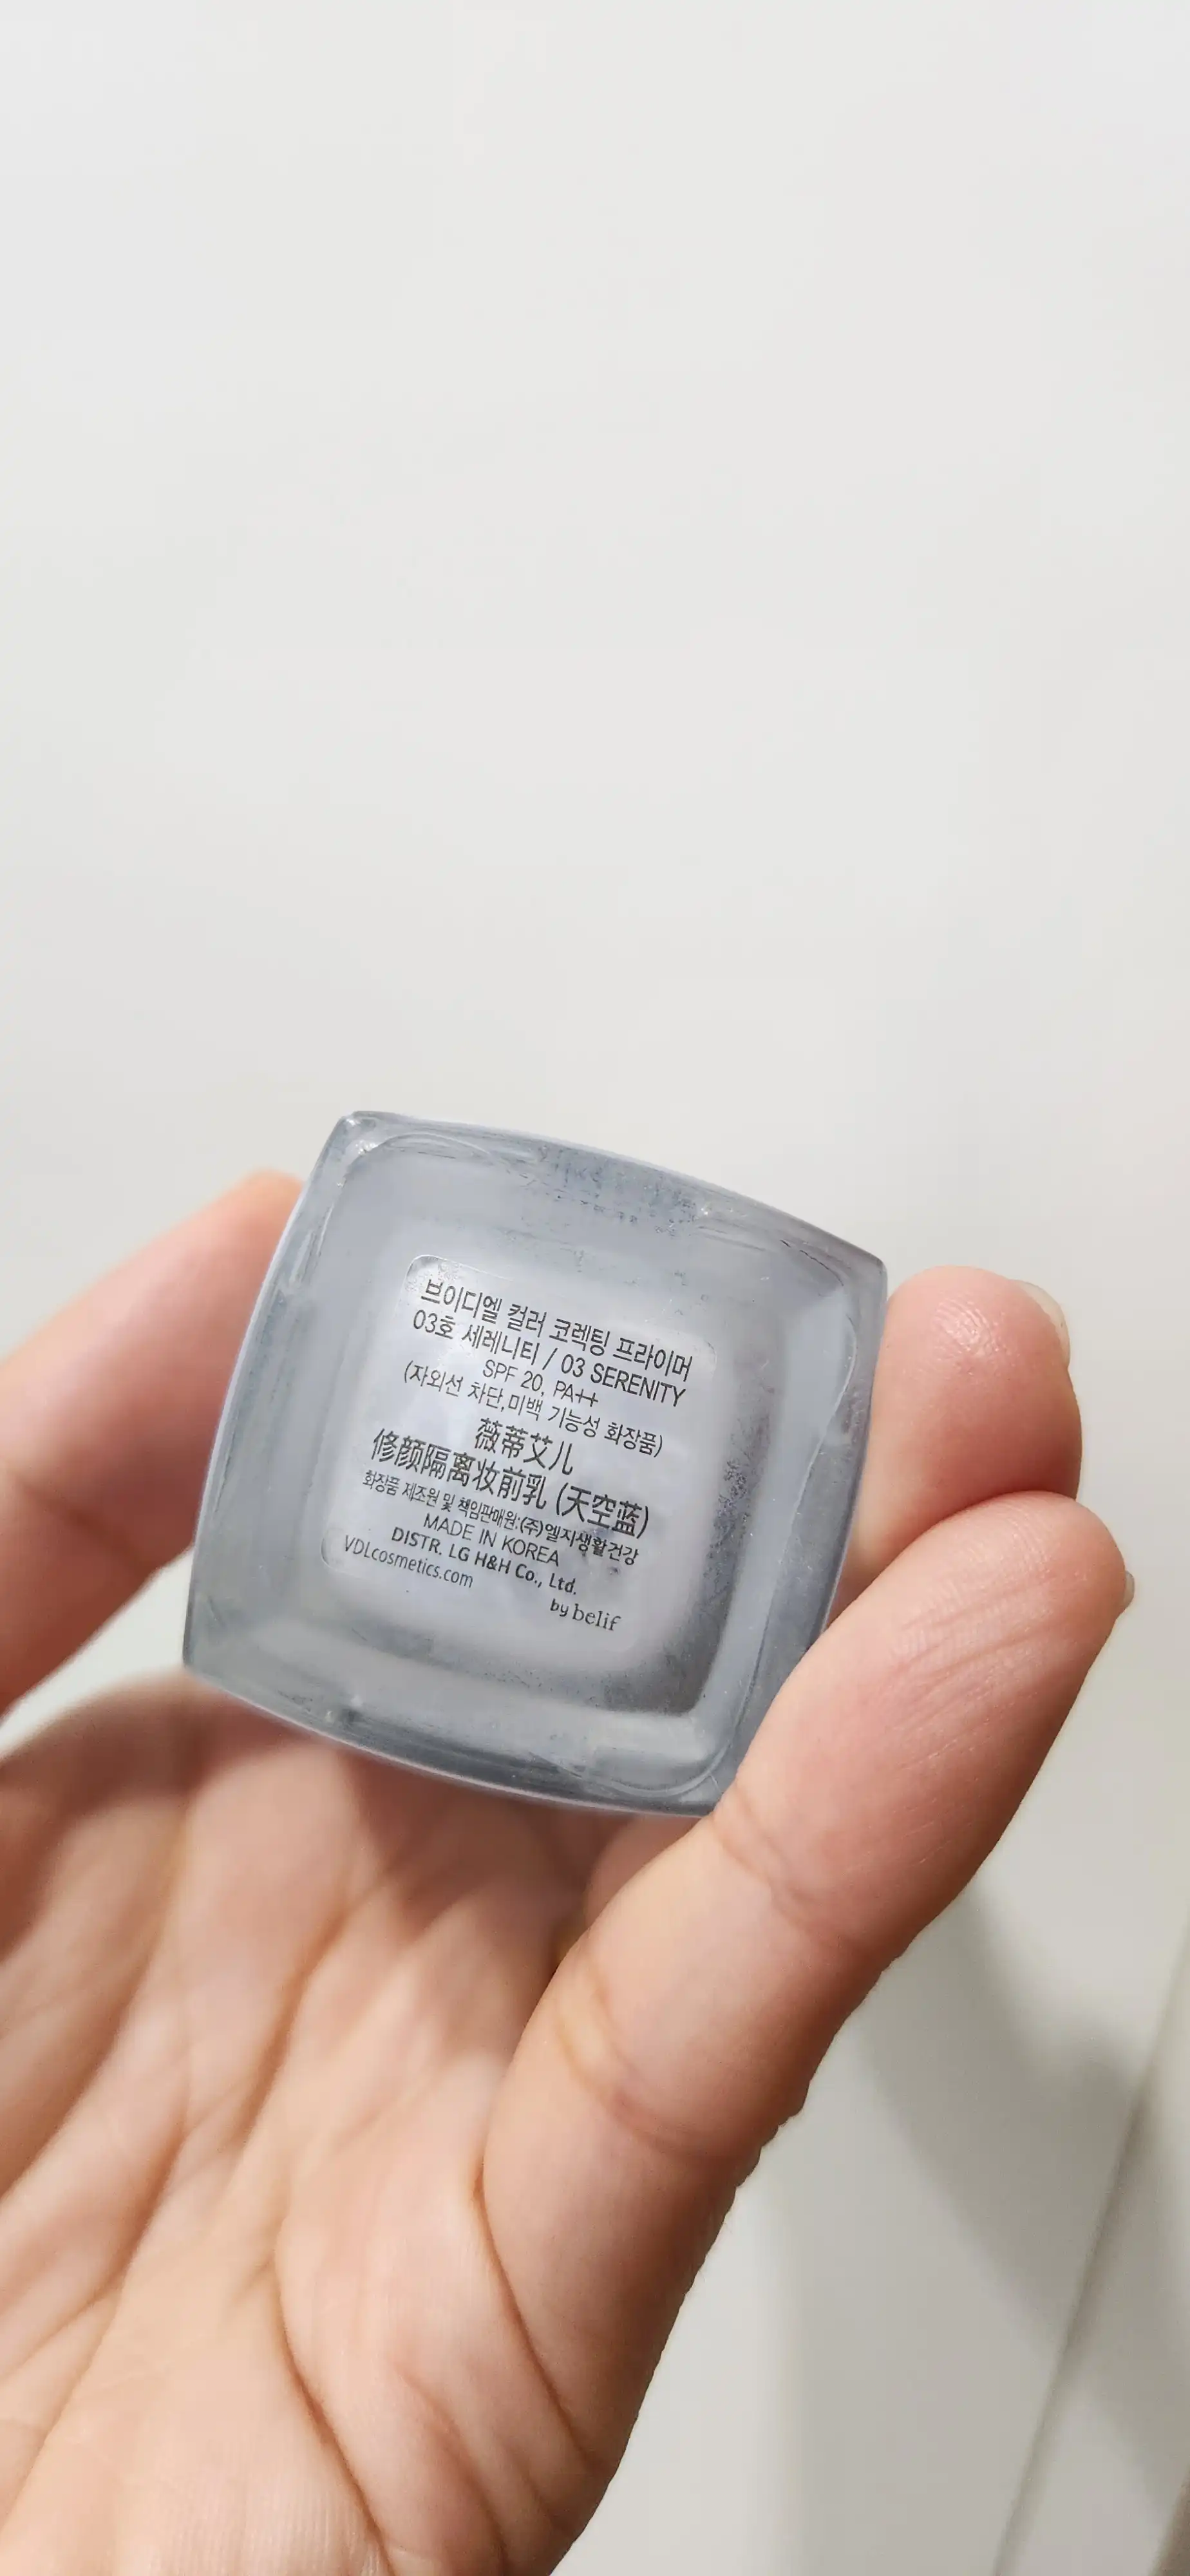 브이디엘 컬러 코렉팅 프라이머
03호 세레니티 / 03 SERENITY
SPF 20, PA++
(자외선 차단,미백 기능성 화장품)
薇蒂艾儿
修颜隔离妆前乳 (天空蓝)
화장품 제조원 및 책임판매원:(주)엘지생활건강
MADE IN KOREA
DISTR. LG H&H Co., Ltd.
VDLcosmetics.com
by belif